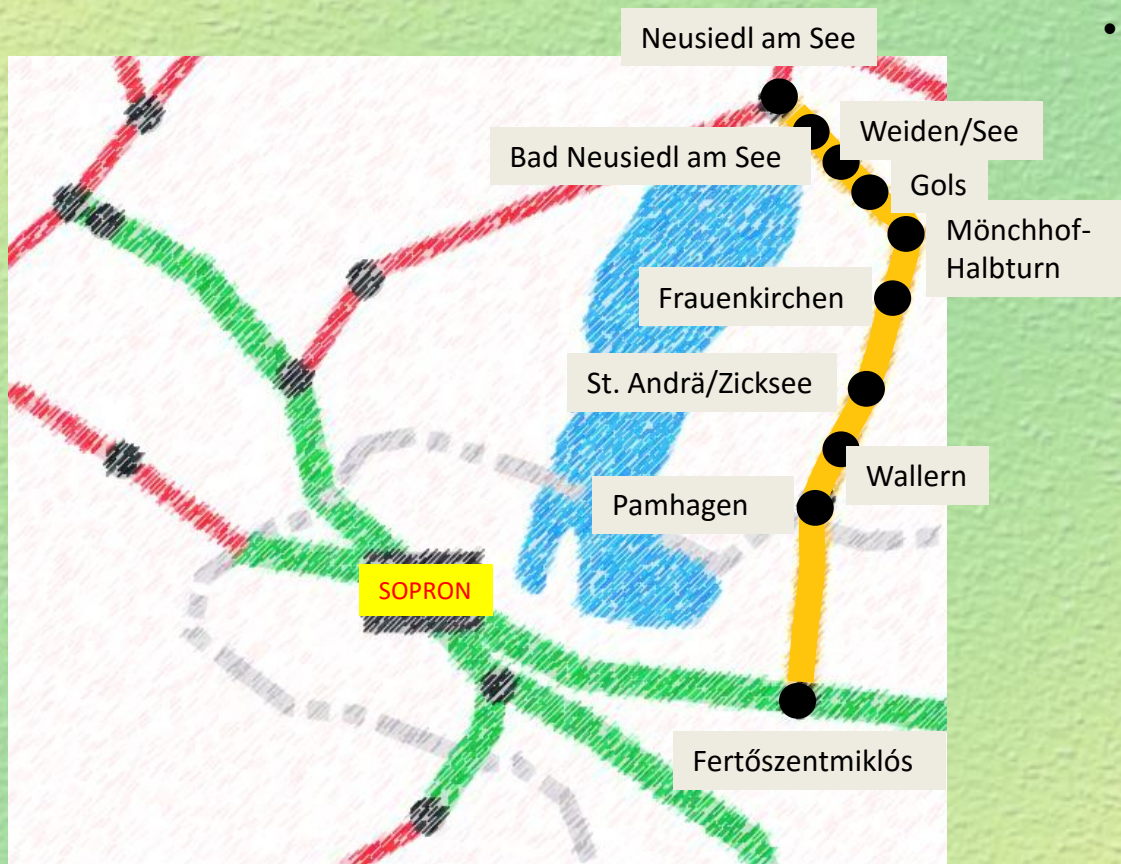 Neusiedl am See
•
Weiden/See
Bad Neusiedl am See
Gols
Mönchhof-
Halbturn
Frauenkirchen
St. Andrä/Zicksee
Wallern
Pamhagen
SOPRON
Fertőszentmiklós